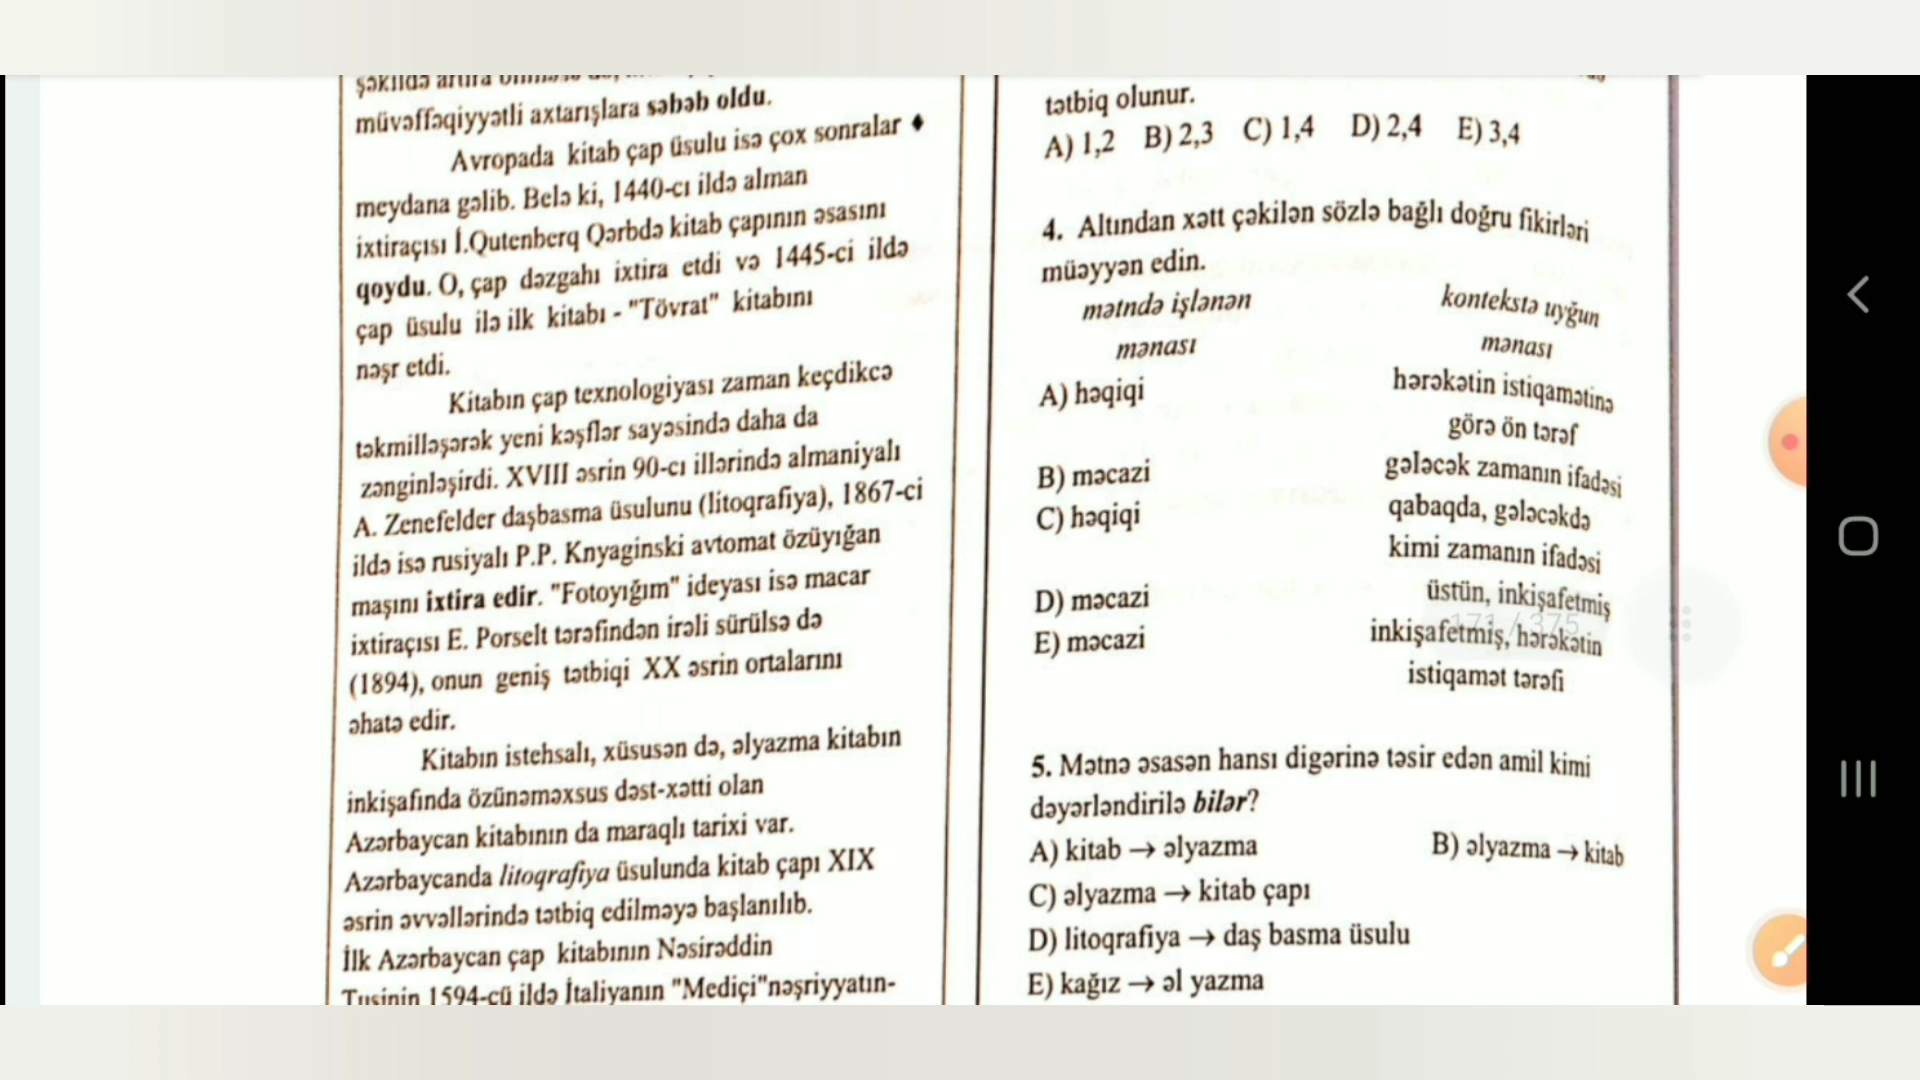 müvəffəqiyyətli axtarışlara səbəb oldu.
Avropada kitab çap üsulu isə çox sonralar ♦
meydana gəlib. Belə ki, 1440-cı ildə alman
ixtiraçısı İ.Qutenberq Qərbdə kitab çapının əsasını
qoydu. O, çap dəzgahı ixtira etdi və 1445-ci ildə
çap üsulu ilə ilk kitabı - "Tövrat" kitabını
nəşr etdi.
Kitabın çap texnologiyası zaman keçdikcə
təkmilləşərək yeni kəşflər sayəsində daha da
zənginləşirdi. XVIII əsrin 90-cı illərində almaniyalı
A. Zenefelder daşbasma üsulunu (litoqrafiya), 1867-ci
ildə isə rusiyalı P.P. Knyaginski avtomat özüyığan
maşını ixtira edir. "Fotoyığım" ideyası isə macar
ixtiraçısı E. Porselt tərəfindən irəli sürülsə də
(1894), onun geniş tətbiqi XX əsrin ortalarını
əhatə edir.
Kitabın istehsalı, xüsusən də, əlyazma kitabın
inkişafında özünəməxsus dəst-xətti olan
Azərbaycan kitabının da maraqlı tarixi var.
Azərbaycanda litoqrafiya üsulunda kitab çapı XIX
əsrin əvvəllərində tətbiq edilməyə başlanılıb.
İlk Azərbaycan çap kitabının Nəsirəddin
Tusinin 1594-cü ildə İtaliyanın "Mediçi"nəşriyyatın-
tətbiq olunur.
A) 1,2 B) 2,3 C) 1,4 D) 2,4 E) 3,4
4. Altından xətt çəkilən sözlə bağlı doğru fikirləri
müəyyən edin.
mətndə işlənən kontekstə uyğun
mənası mənası
A) həqiqi hərəkətin istiqamətinə
görə ön tərəf
B) məcazi gələcək zamanın ifadəsi
C) həqiqi qabaqda, gələcəkdə
kimi zamanın ifadəsi
D) məcazi üstün, inkişafetmiş
171 / 375
E) məcazi inkişafetmiş, hərəkətin
istiqamət tərəfi
5. Mətnə əsasən hansı digərinə təsir edən amil kimi
dəyərləndirilə bilər?
A) kitab → əlyazma B) əlyazma → kitab
C) əlyazma → kitab çapı
D) litoqrafiya → daş basma üsulu
E) kağız → əl yazma